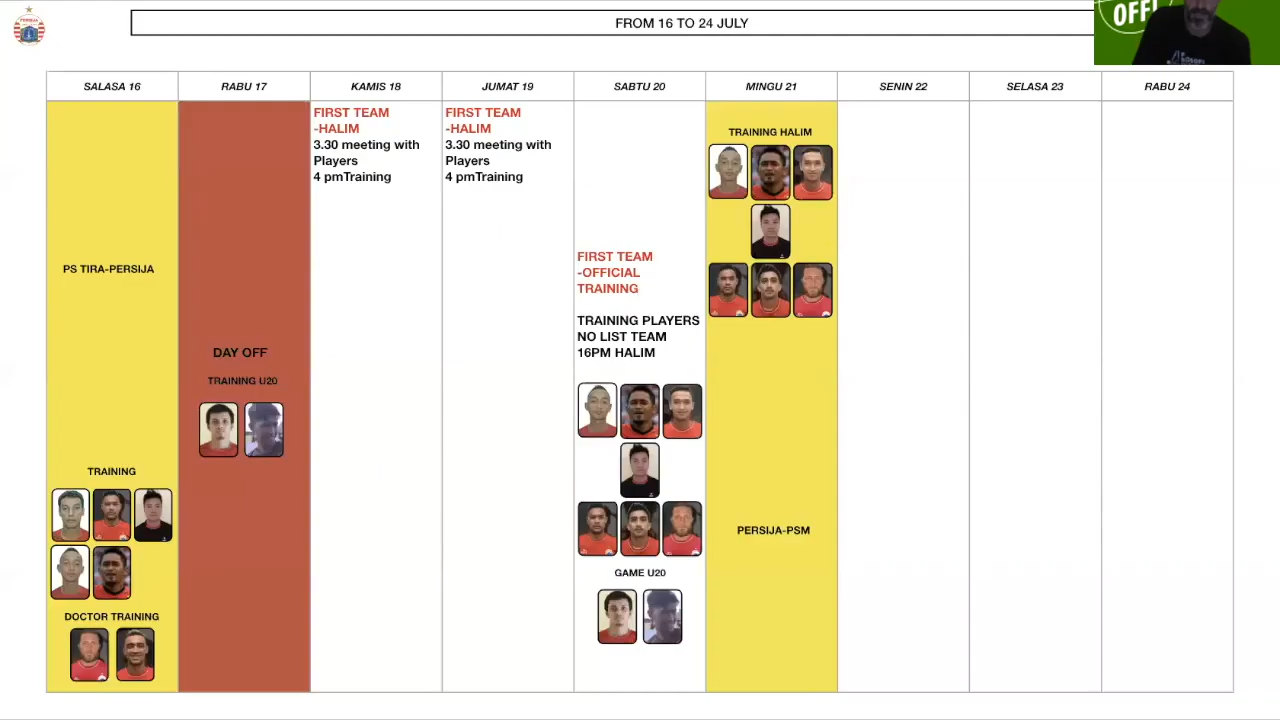 PERSIJA
FROM 16 TO 24 JULY
OFF!
SALASA 16
RABU 17
KAMIS 18
JUMAT 19
SABTU 20
MINGU 21
SENIN 22
SELASA 23
RABU 24
PS TIRA-PERSIJA
TRAINING
DOCTOR TRAINING
DAY OFF
TRAINING U20
FIRST TEAM
-HALIM
3.30 meeting with
Players
4 pmTraining
FIRST TEAM
-HALIM
3.30 meeting with
Players
4 pmTraining
FIRST TEAM
-OFFICIAL
TRAINING
TRAINING PLAYERS
NO LIST TEAM
16PM HALIM
GAME U20
TRAINING HALIM
PERSIJA-PSM